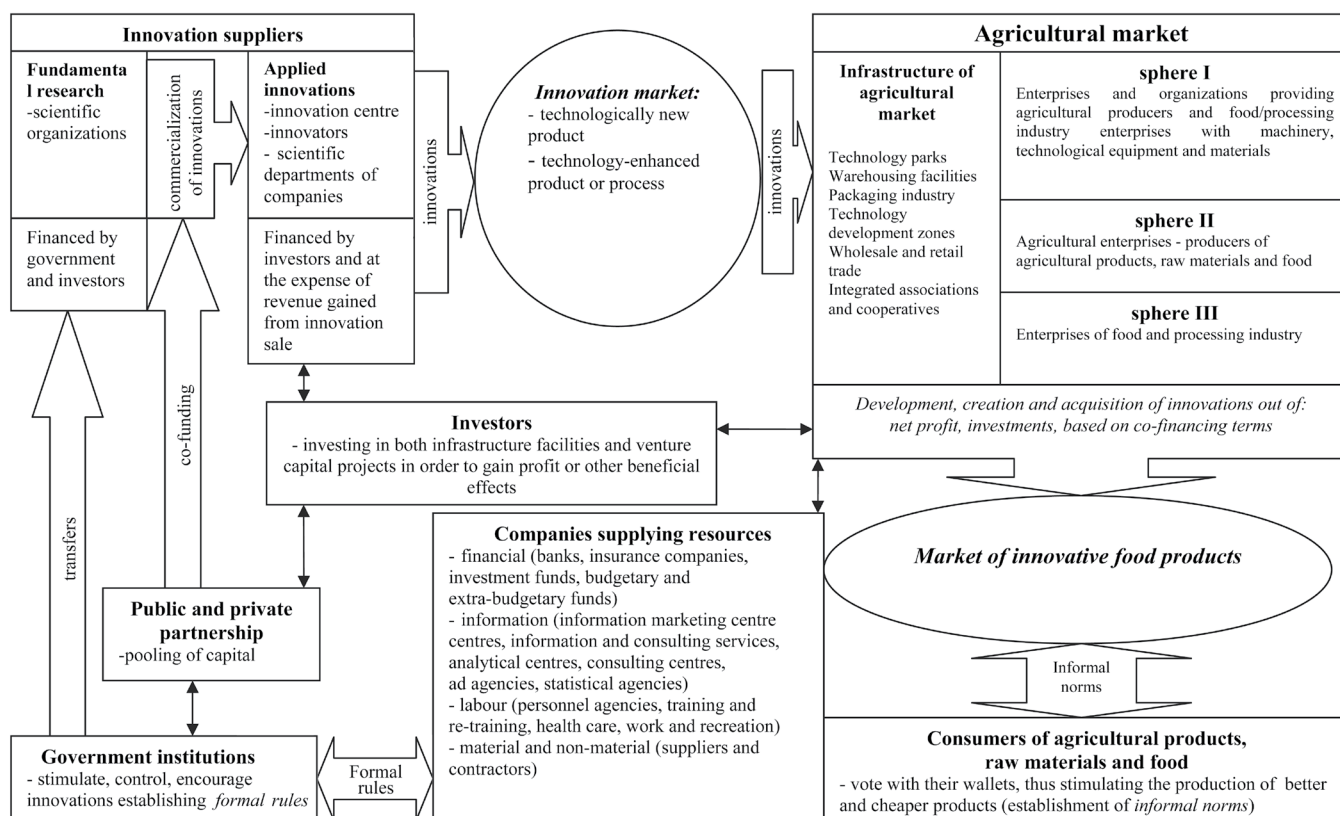 Innovation suppliers
Fundamenta
l research
-scientific
organizations
commercialization
of innovations
Applied
innovations
-innovation centre
-innovators
- scientific
departments of
companies
Financed by
government
and investors
Financed by
investors and at
the expense of
revenue gained
from innovation
sale
innovations
Innovation market:
- technologically new
product
- technology-enhanced
product or process
innovations
Agricultural market
Infrastructure of
agricultural
market
Technology parks
Warehousing facilities
Packaging industry
Technology
development zones
Wholesale and retail
trade
Integrated associations
and cooperatives
sphere I
Enterprises and organizations providing
agricultural producers and food/processing
industry enterprises with machinery,
technological equipment and materials
sphere II
Agricultural enterprises - producers of
agricultural products, raw materials and food
sphere III
Enterprises of food and processing industry
Development, creation and acquisition of innovations out of:
net profit, investments, based on co-financing terms
transfers
co-funding
Investors
- investing in both infrastructure facilities and venture
capital projects in order to gain profit or other beneficial
effects
Public and private
partnership
-pooling of capital
Companies supplying resources
- financial (banks, insurance companies,
investment funds, budgetary and
extra-budgetary funds)
- information (information marketing centre
centres, information and consulting services,
analytical centres, consulting centres,
ad agencies, statistical agencies)
- labour (personnel agencies, training and
re-training, health care, work and recreation)
- material and non-material (suppliers and
contractors)
Market of innovative food products
Informal
norms
Government institutions
- stimulate, control, encourage
innovations establishing formal rules
Formal
rules
Consumers of agricultural products,
raw materials and food
- vote with their wallets, thus stimulating the production of better
and cheaper products (establishment of informal norms)